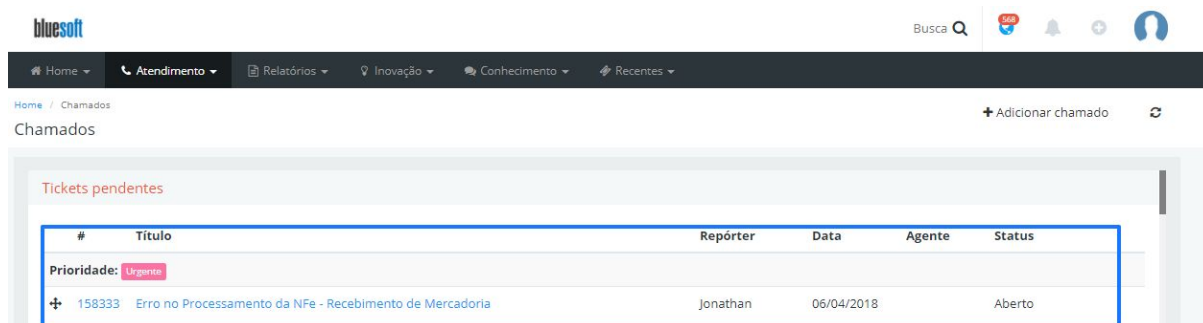 bluesoft
Busca
568
Home Atendimento Relatórios Inovação Conhecimento Recentes
Home / Chamados
Adicionar chamado
Chamados
Tickets pendentes
# Título Repórter Data Agente Status
Prioridade: Urgente
158333 Erro no Processamento da NFe - Recebimento de Mercadoria Jonathan 06/04/2018 Aberto